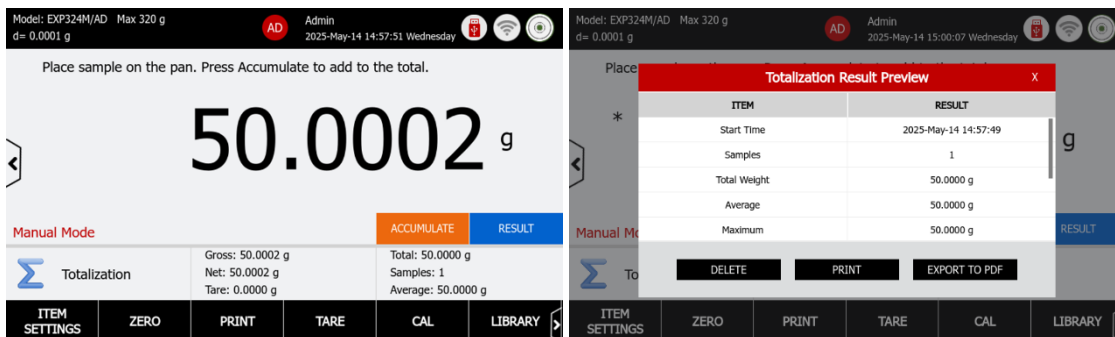 Model: EXP324M/AD Max 320 g
d= 0.0001 g
AD
Admin
2025-May-14 14:57:51 Wednesday
Place sample on the pan. Press Accumulate to add to the total.
50.0002 g
Manual Mode
ACCUMULATE
RESULT
Totalization
Gross: 50.0002 g
Net: 50.0002 g
Tare: 0.0000 g
Total: 50.0000 g
Samples: 1
Average: 50.0000 g
ITEM
SETTINGS
ZERO
PRINT
TARE
CAL
LIBRARY
Model: EXP324M/AD Max 320 g
d= 0.0001 g
AD
Admin
2025-May-14 15:00:07 Wednesday
Place
Totalization Result Preview X
ITEM RESULT
Start Time 2025-May-14 14:57:49
Samples 1
Total Weight 50.0000 g
Average 50.0000 g
Maximum 50.0000 g
DELETE
PRINT
EXPORT TO PDF
*
g
Manual Mo
RESULT
To
ITEM
SETTINGS
ZERO
PRINT
TARE
CAL
LIBRARY